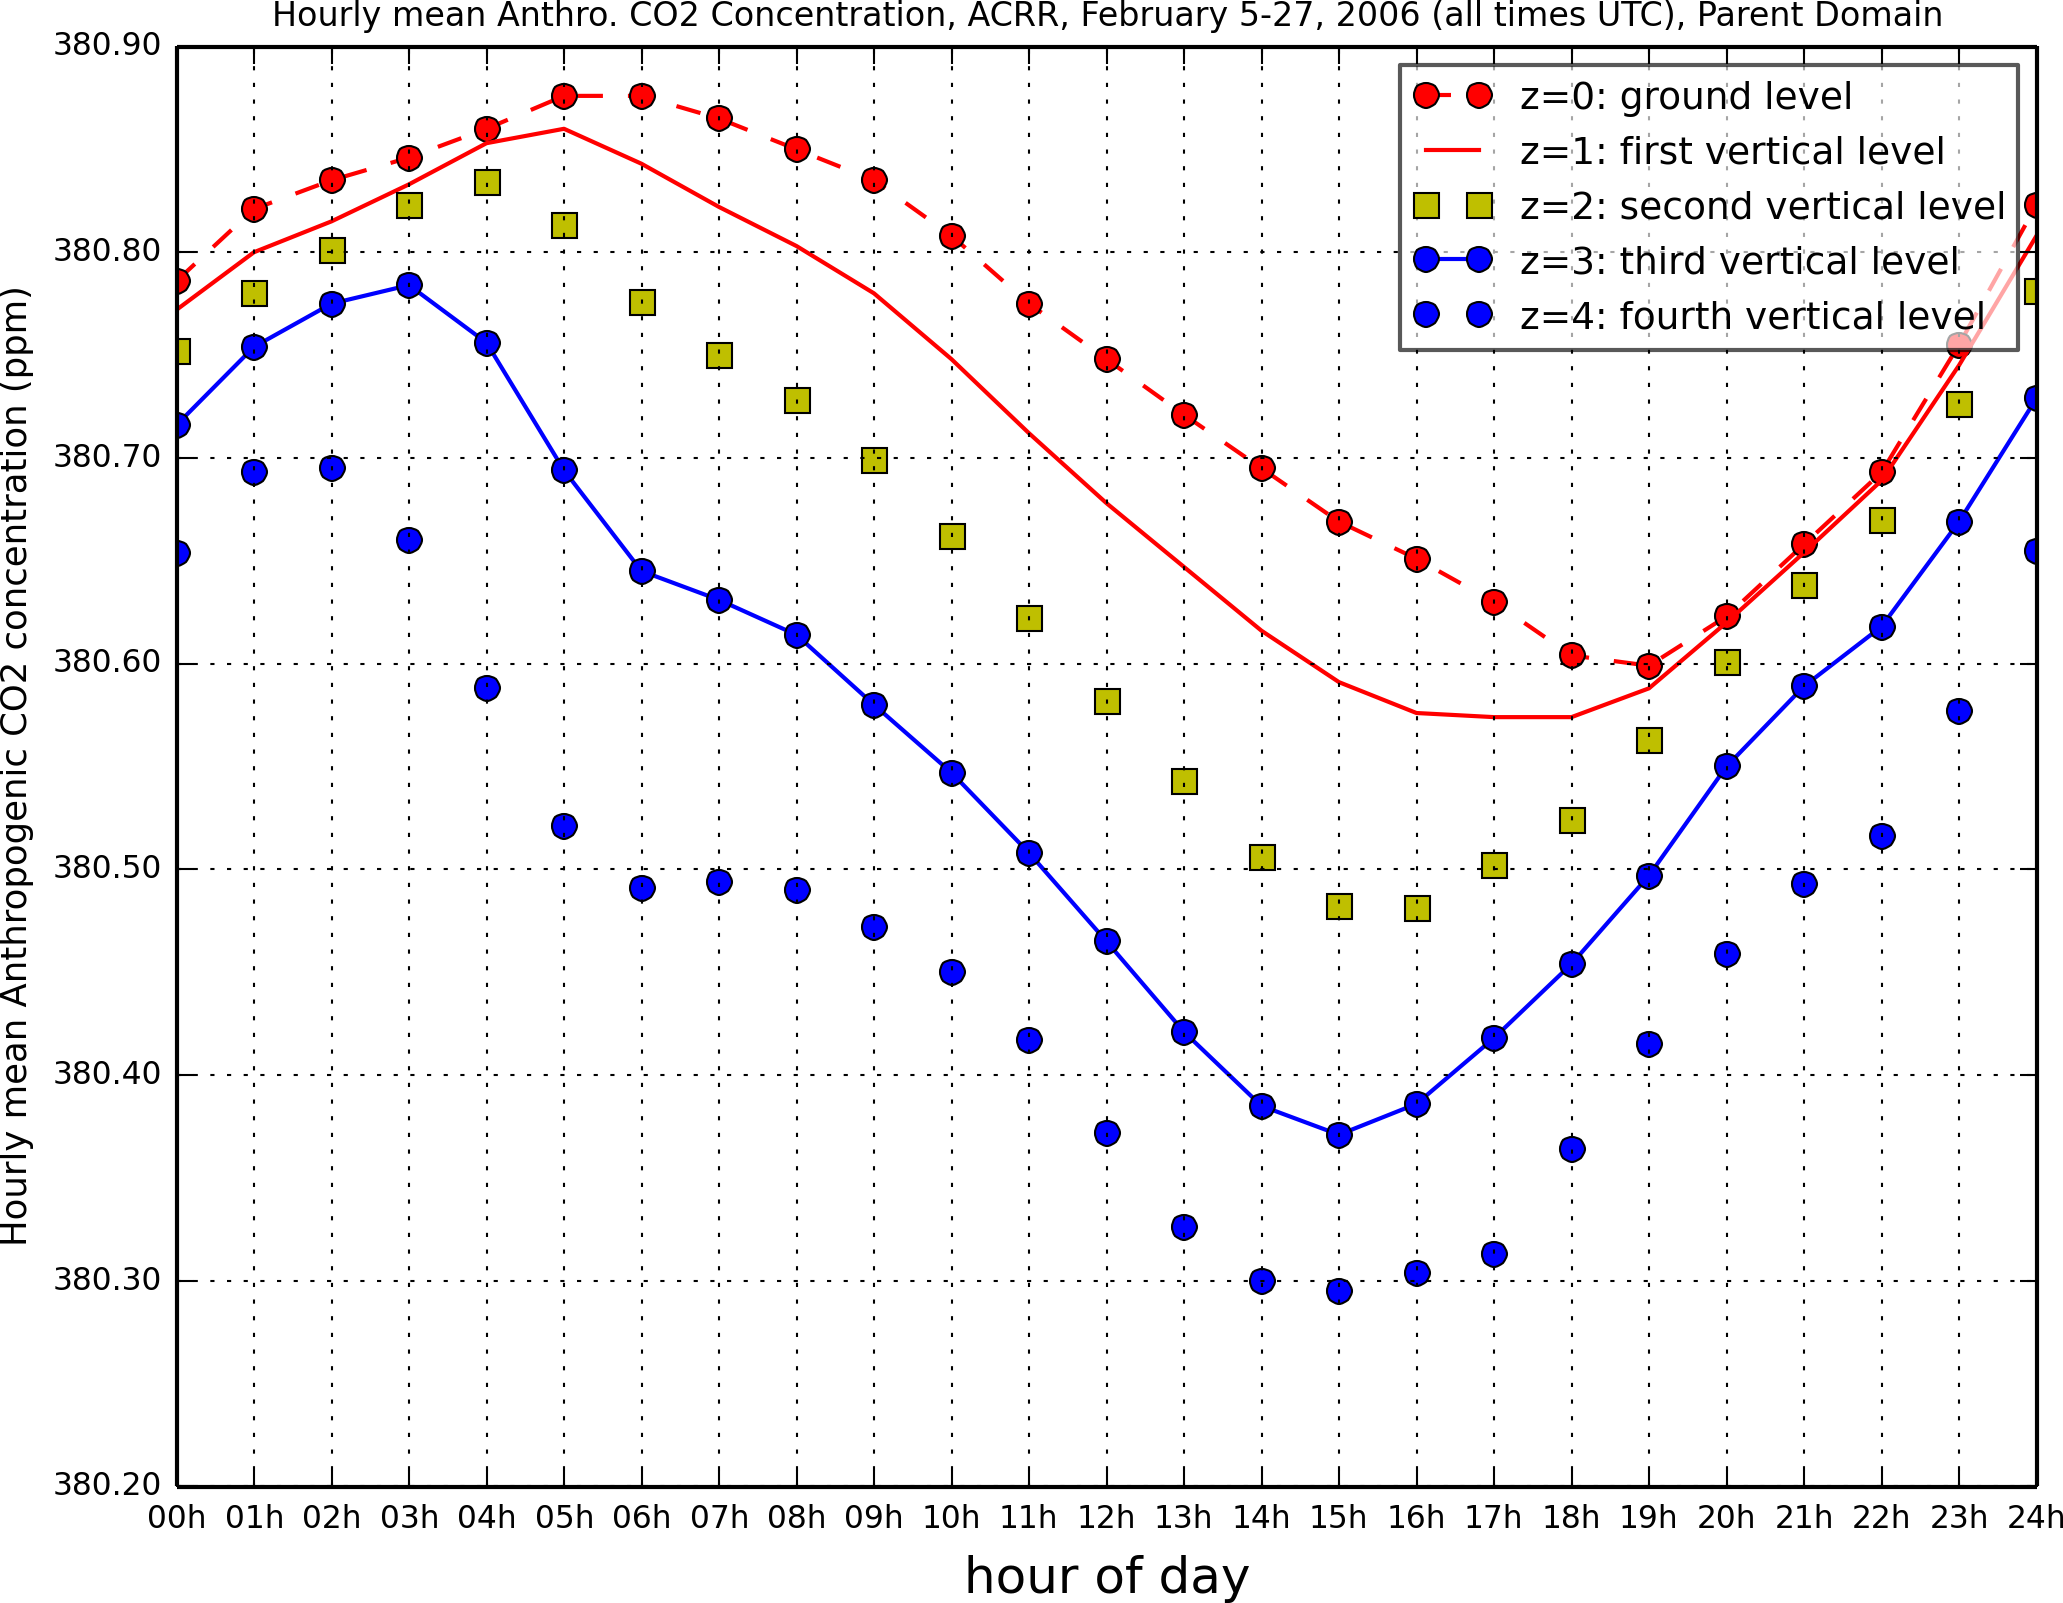 Hourly mean Anthro. CO2 Concentration, ACRR, February 5-27, 2006 (all times UTC), Parent Domain
Hourly mean Anthropogenic CO2 concentration (ppm)
380.90
380.80
380.70
380.60
380.50
380.40
380.30
380.20
z=0: ground level
z=1: first vertical level
z=2: second vertical level
z=3: third vertical level
z=4: fourth vertical level
00h 01h 02h 03h 04h 05h 06h 07h 08h 09h 10h 11h 12h 13h 14h 15h 16h 17h 18h 19h 20h 21h 22h 23h 24h
hour of day